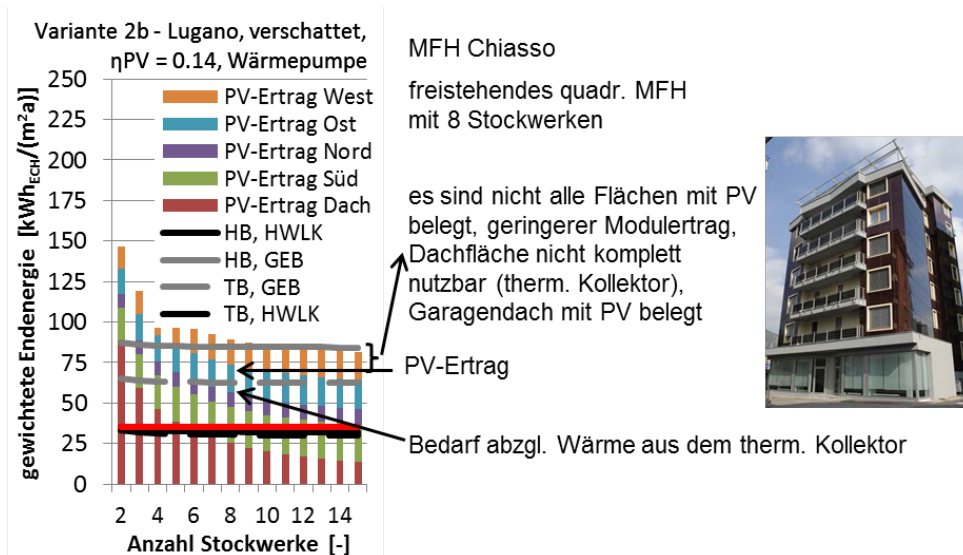 Variante 2b - Lugano, verschattet,
ηPV = 0.14, Wärmepumpe
gewichtete Endenergie [kWh_ECH/(m²a)]
250
225
200
175
150
125
100
75
50
25
0
PV-Ertrag West
PV-Ertrag Ost
PV-Ertrag Nord
PV-Ertrag Süd
PV-Ertrag Dach
HB, HWLK
HB, GEB
TB, GEB
TB, HWLK
2 4 6 8 10 12 14
Anzahl Stockwerke [-]
MFH Chiasso
freistehendes quadr. MFH
mit 8 Stockwerken
es sind nicht alle Flächen mit PV
belegt, geringerer Modulertrag,
Dachfläche nicht komplett
nutzbar (therm. Kollektor),
Garagendach mit PV belegt
PV-Ertrag
Bedarf abzgl. Wärme aus dem therm. Kollektor